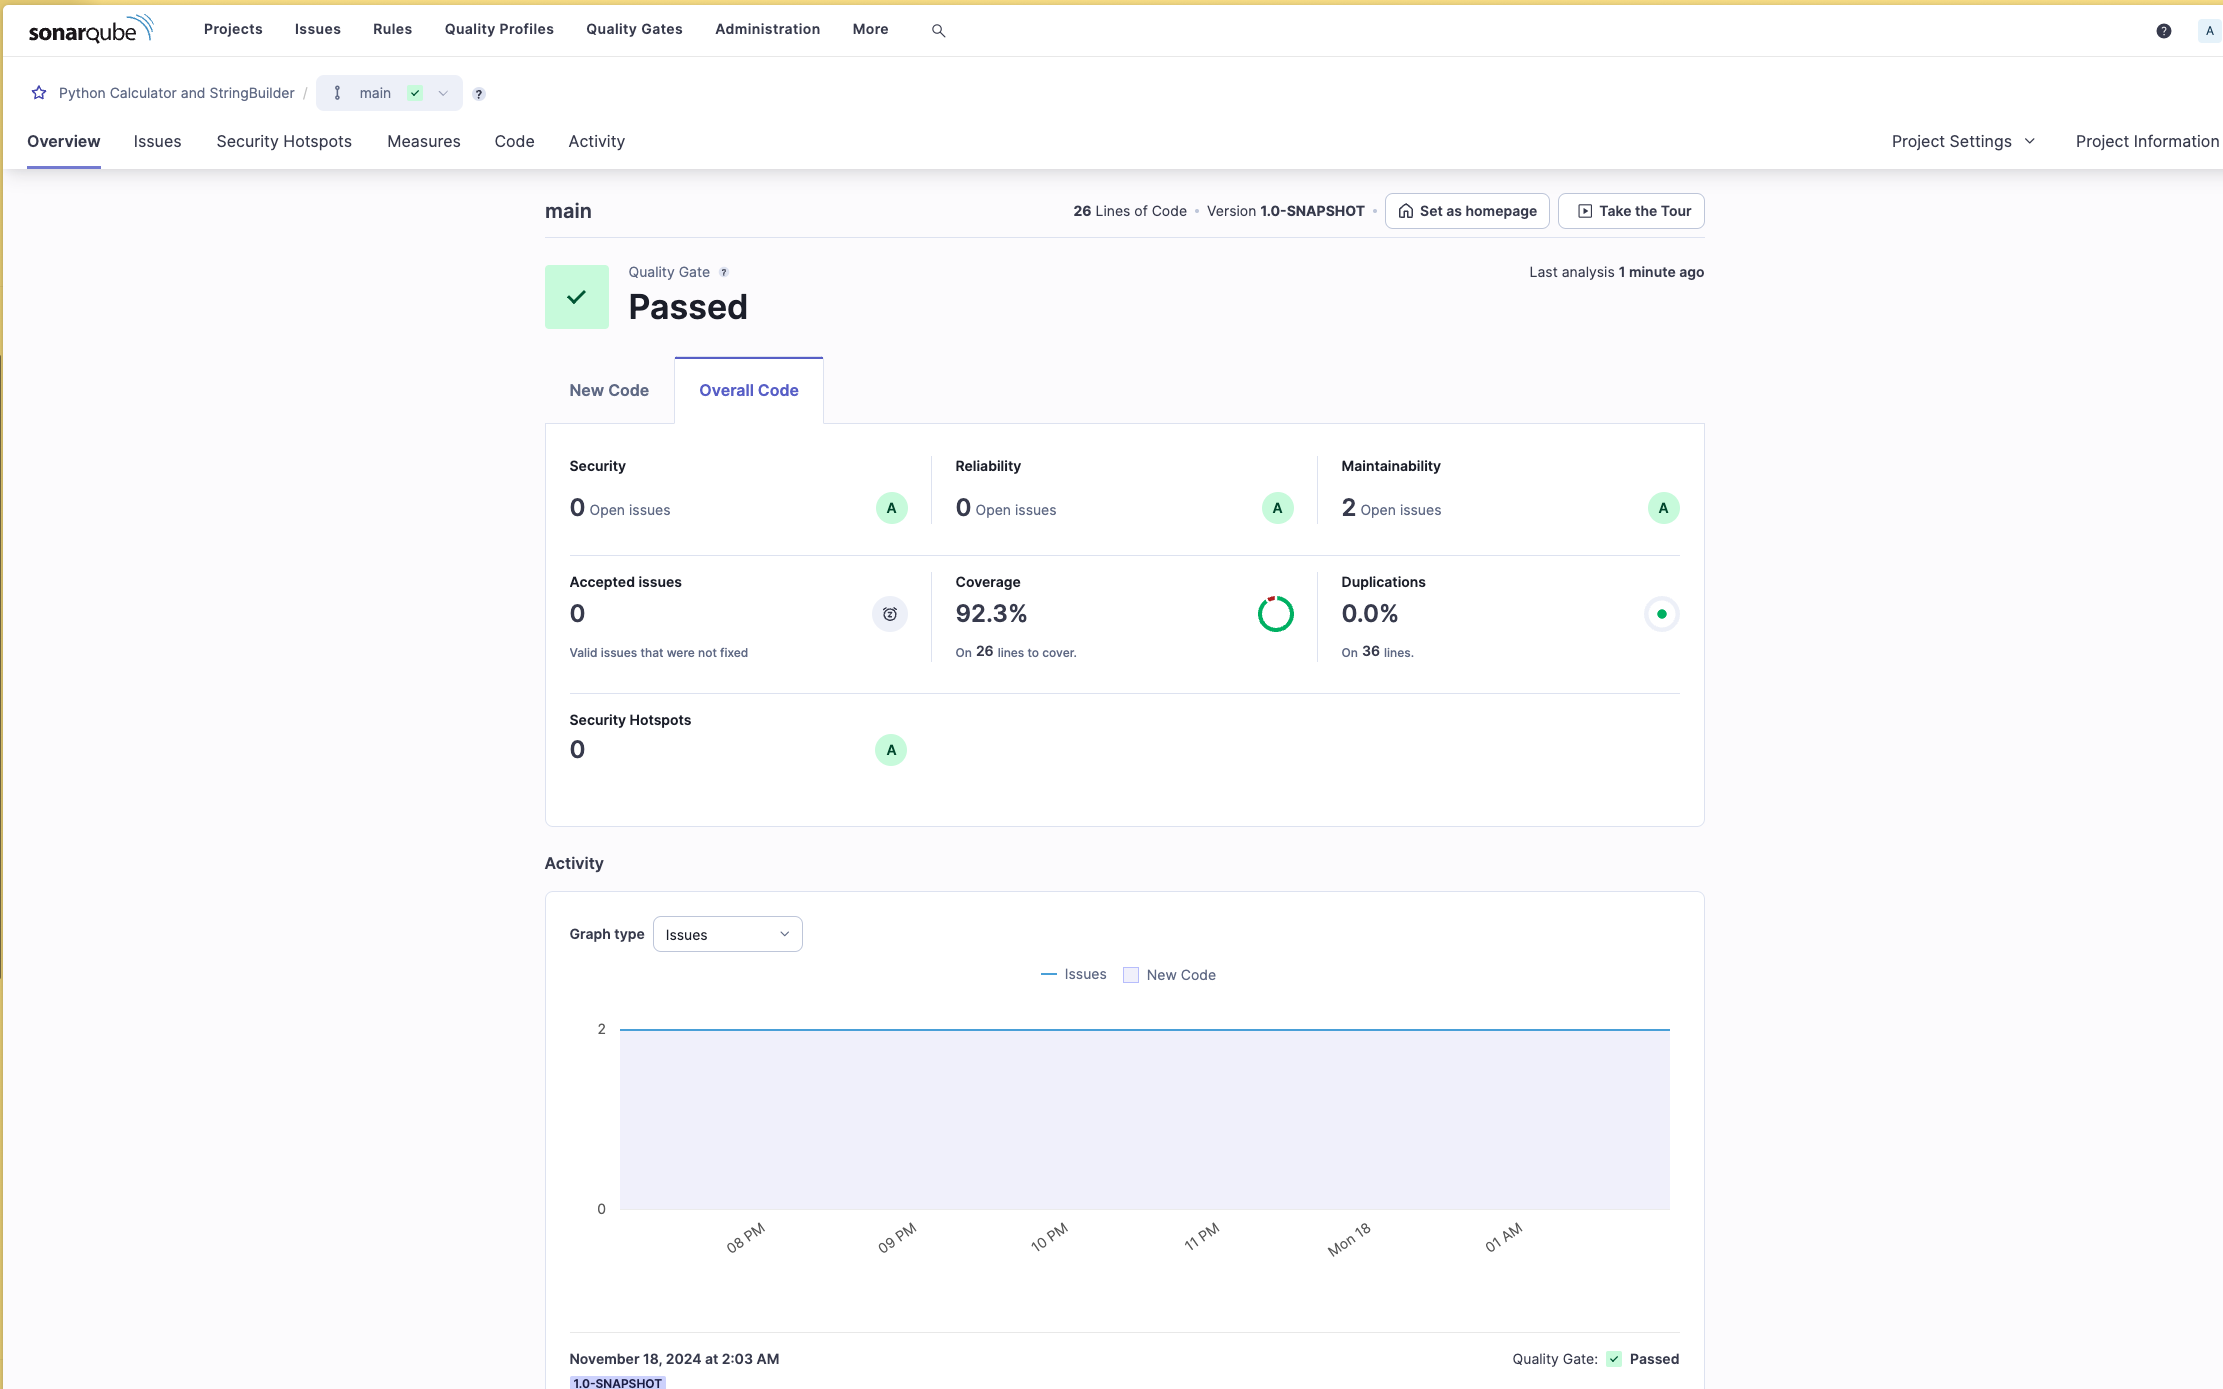 sonarqube Projects Issues Rules Quality Profiles Quality Gates Administration More ? A
Python Calculator and StringBuilder / main ?
Overview Issues Security Hotspots Measures Code Activity Project Settings Project Information
main 26 Lines of Code • Version 1.0-SNAPSHOT • Set as homepage Take the Tour
Quality Gate ? Last analysis 1 minute ago
Passed
New Code Overall Code
Security Reliability Maintainability
0 Open issues A 0 Open issues A 2 Open issues A
Accepted issues Coverage Duplications
0 92.3% 0.0%
Valid issues that were not fixed On 26 lines to cover. On 36 lines.
Security Hotspots
0 A
Activity
Graph type Issues
Issues New Code
2
0
08 PM 09 PM 10 PM 11 PM Mon 18 01 AM
November 18, 2024 at 2:03 AM Quality Gate: Passed
1.0-SNAPSHOT